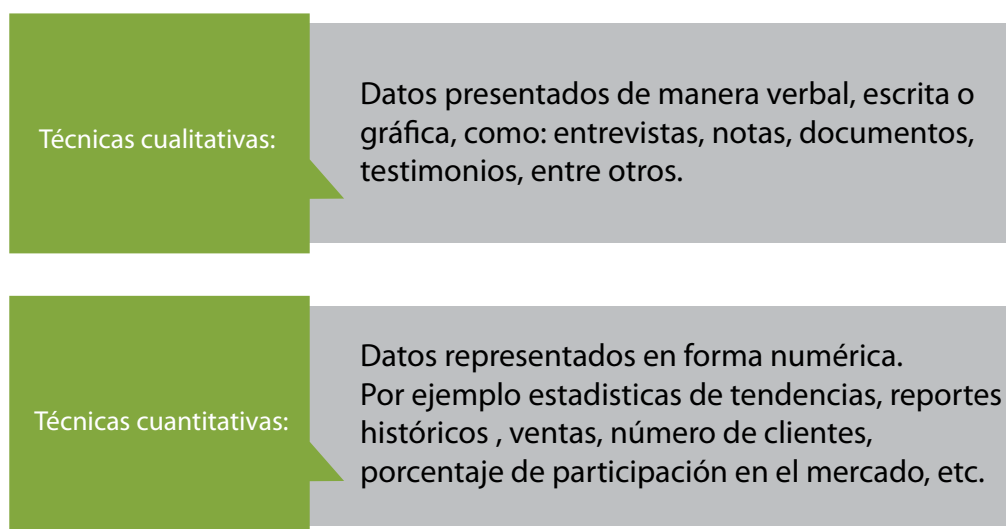 Técnicas cualitativas:
Datos presentados de manera verbal, escrita o
gráfica, como: entrevistas, notas, documentos,
testimonios, entre otros.
Técnicas cuantitativas:
Datos representados en forma numérica.
Por ejemplo estadisticas de tendencias, reportes
históricos , ventas, número de clientes,
porcentaje de participación en el mercado, etc.